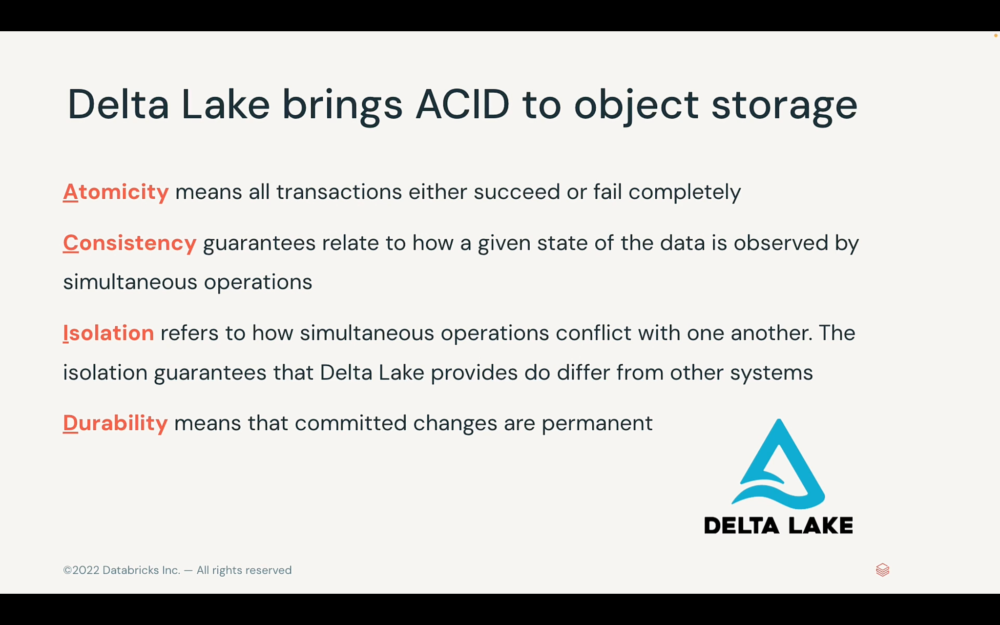 Delta Lake brings ACID to object storage
Atomicity means all transactions either succeed or fail completely
Consistency guarantees relate to how a given state of the data is observed by
simultaneous operations
Isolation refers to how simultaneous operations conflict with one another. The
isolation guarantees that Delta Lake provides do differ from other systems
Durability means that committed changes are permanent
DELTA LAKE
©2022 Databricks Inc. — All rights reserved